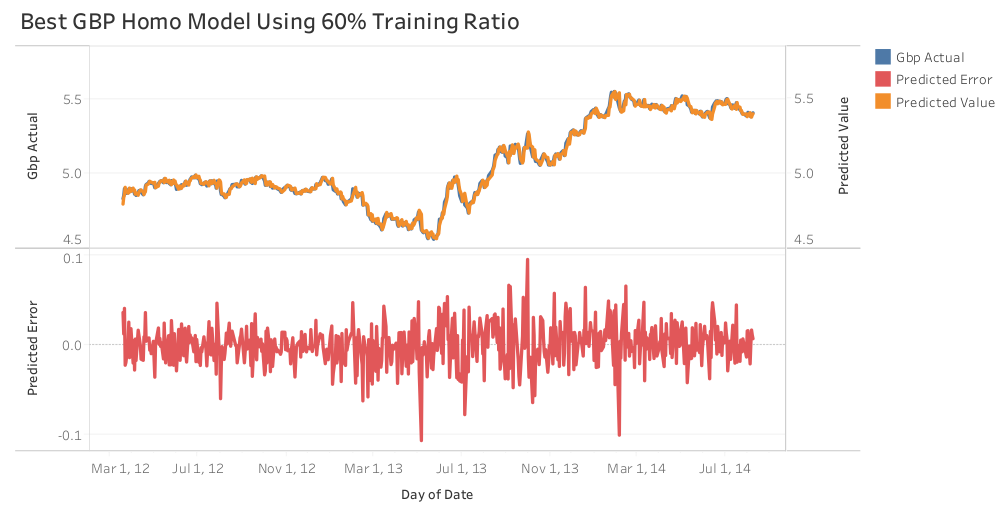 Best GBP Homo Model Using 60% Training Ratio
Gbp Actual
Predicted Error
Predicted Value
5.5
5.0
4.5
Gbp Actual
5.5
5.0
4.5
Predicted Value
0.1
0.0
-0.1
Predicted Error
Mar 1, 12 Jul 1, 12 Nov 1, 12 Mar 1, 13 Jul 1, 13 Nov 1, 13 Mar 1, 14 Jul 1, 14
Day of Date